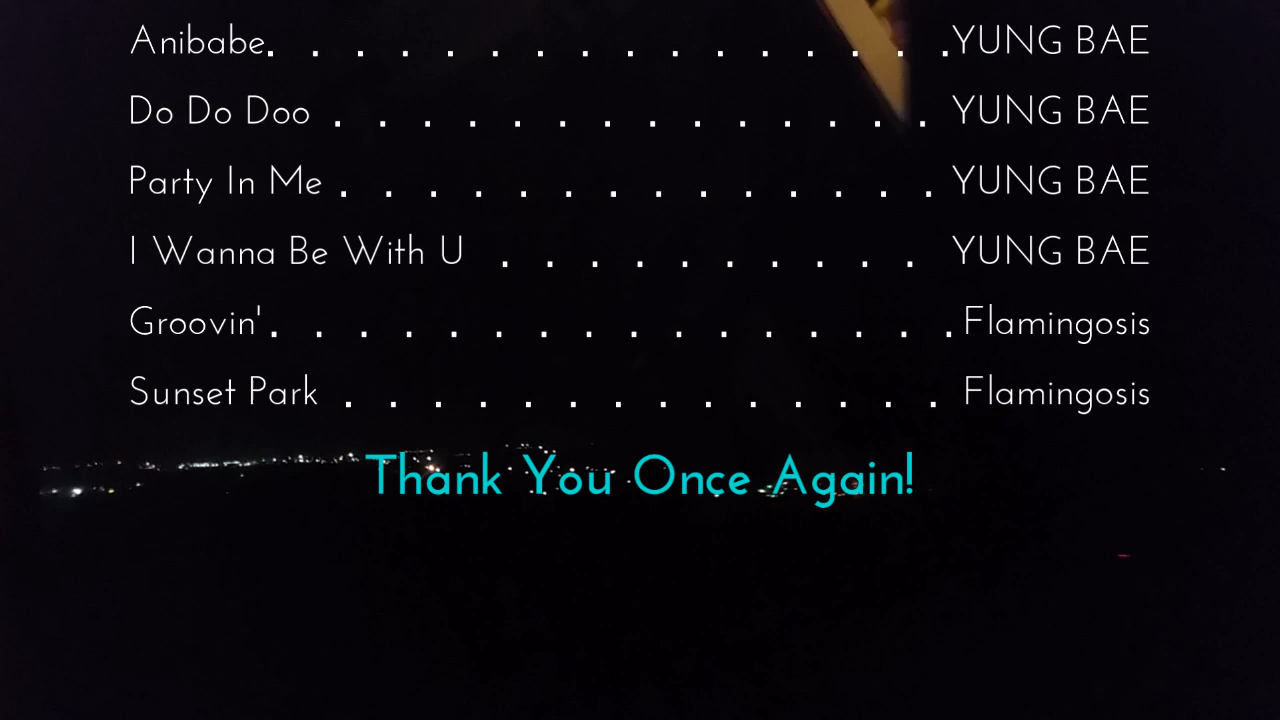 Anibabe. . . . . . . . . . . . . . . .YUNG BAE
Do Do Doo . . . . . . . . . . . . . . YUNG BAE
Party In Me . . . . . . . . . . . . . . YUNG BAE
I Wanna Be With U . . . . . . . . . . YUNG BAE
Groovin'. . . . . . . . . . . . . . . .Flamingosis
Sunset Park . . . . . . . . . . . . . . Flamingosis
Thank You Once Again!